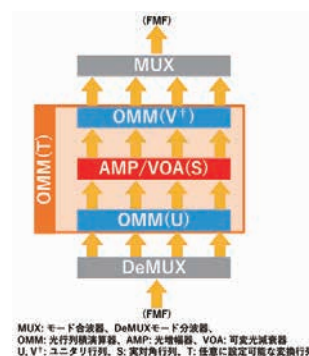 (FMF)
MUX
OMM(V†)
OMM(T)
AMP/VOA(S)
OMM(U)
DeMUX
(FMF)
MUX: モード合波器、DeMUXモード分波器、
OMM: 光行列積演算器、AMP: 光増幅器、VOA: 可変光減衰器
U, V†: ユニタリ行列、S: 実対角行列、T: 任意に設定可能な変換行列